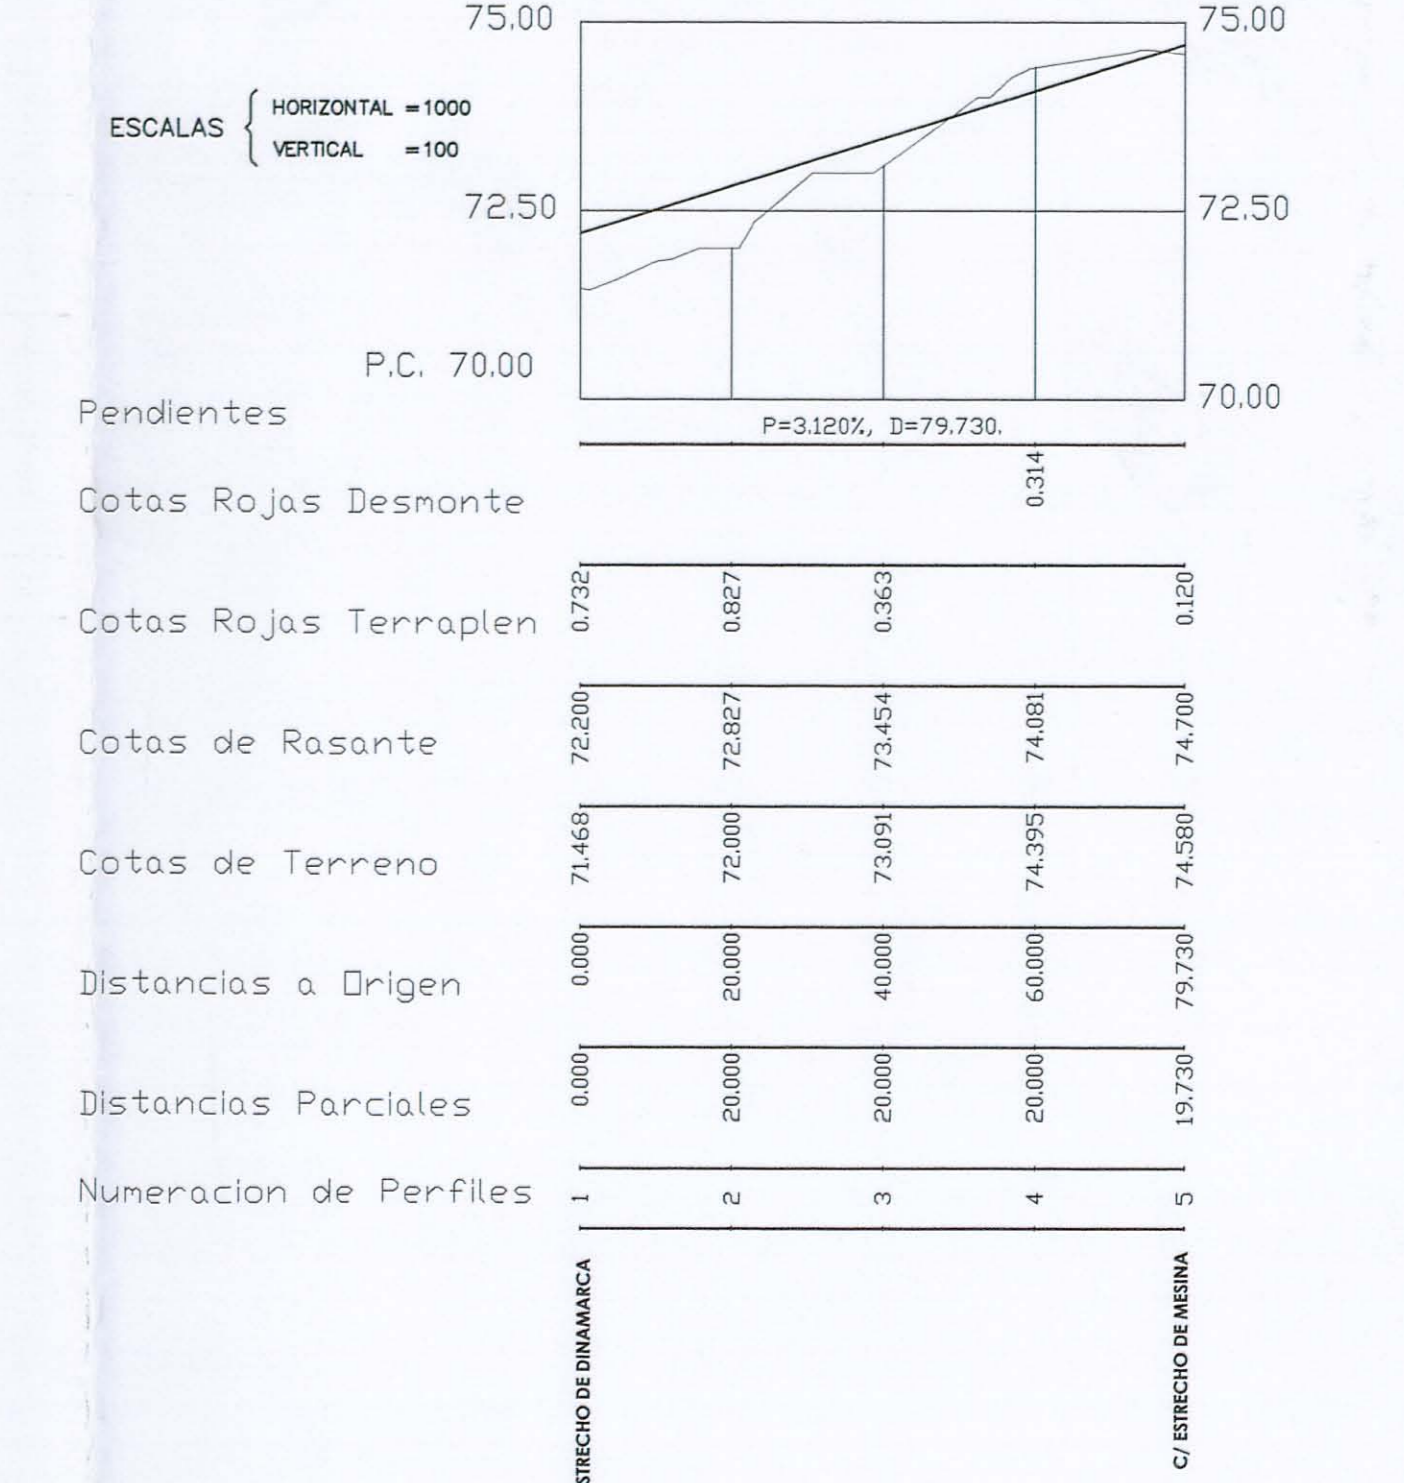 75.00 75.00
ESCALAS { HORIZONTAL =1000
VERTICAL =100
72.50 72.50
P.C. 70.00 70.00
Pendientes
P=3.120%, D=79.730.
Cotas Rojas Desmonte 0.314
Cotas Rojas Terraplen 0.732 0.827 0.363 0.120
Cotas de Rasante 72.200 72.827 73.454 74.081 74.700
Cotas de Terreno 71.468 72.000 73.091 74.395 74.580
Distancias a Origen 0.000 20.000 40.000 60.000 79.730
Distancias Parciales 0.000 20.000 20.000 20.000 19.730
Numeracion de Perfiles 1 2 3 4 5
STRECHO DE DINAMARCA
C/ ESTRECHO DE MESINA